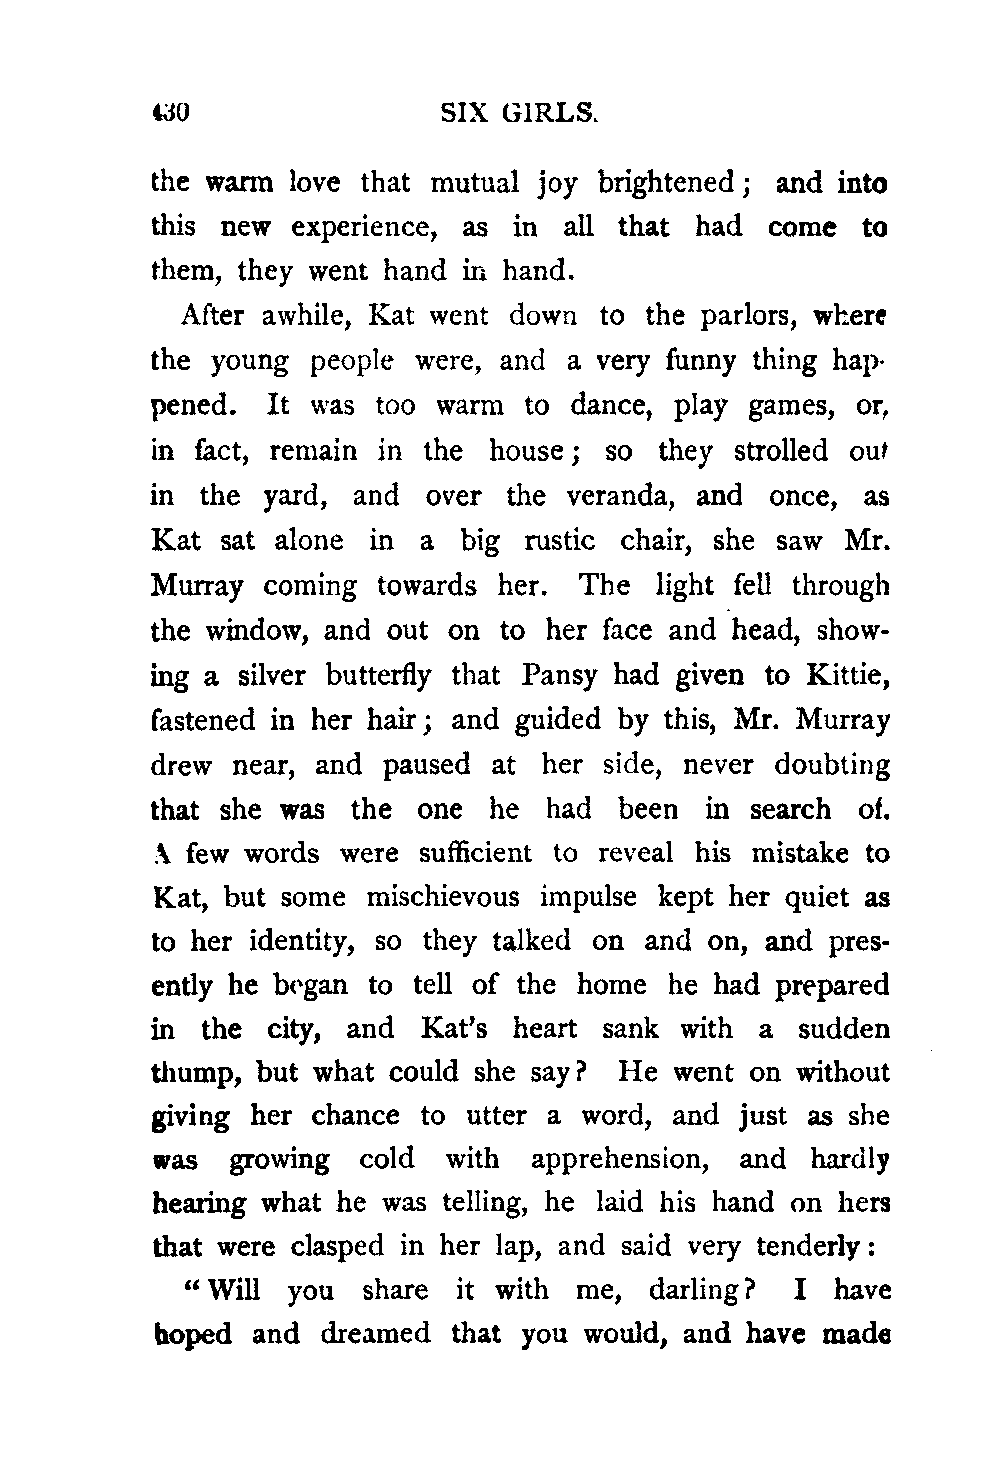 430 SIX GIRLS.
the warm love that mutual joy brightened; and into
this new experience, as in all that had come to
them, they went hand in hand.
After awhile, Kat went down to the parlors, where
the young people were, and a very funny thing hap-
pened. It was too warm to dance, play games, or,
in fact, remain in the house; so they strolled out
in the yard, and over the veranda, and once, as
Kat sat alone in a big rustic chair, she saw Mr.
Murray coming towards her. The light fell through
the window, and out on to her face and head, show-
ing a silver butterfly that Pansy had given to Kittie,
fastened in her hair; and guided by this, Mr. Murray
drew near, and paused at her side, never doubting
that she was the one he had been in search of.
A few words were sufficient to reveal his mistake to
Kat, but some mischievous impulse kept her quiet as
to her identity, so they talked on and on, and pres-
ently he began to tell of the home he had prepared
in the city, and Kat's heart sank with a sudden
thump, but what could she say? He went on without
giving her chance to utter a word, and just as she
was growing cold with apprehension, and hardly
hearing what he was telling, he laid his hand on hers
that were clasped in her lap, and said very tenderly:
"Will you share it with me, darling? I have
hoped and dreamed that you would, and have made